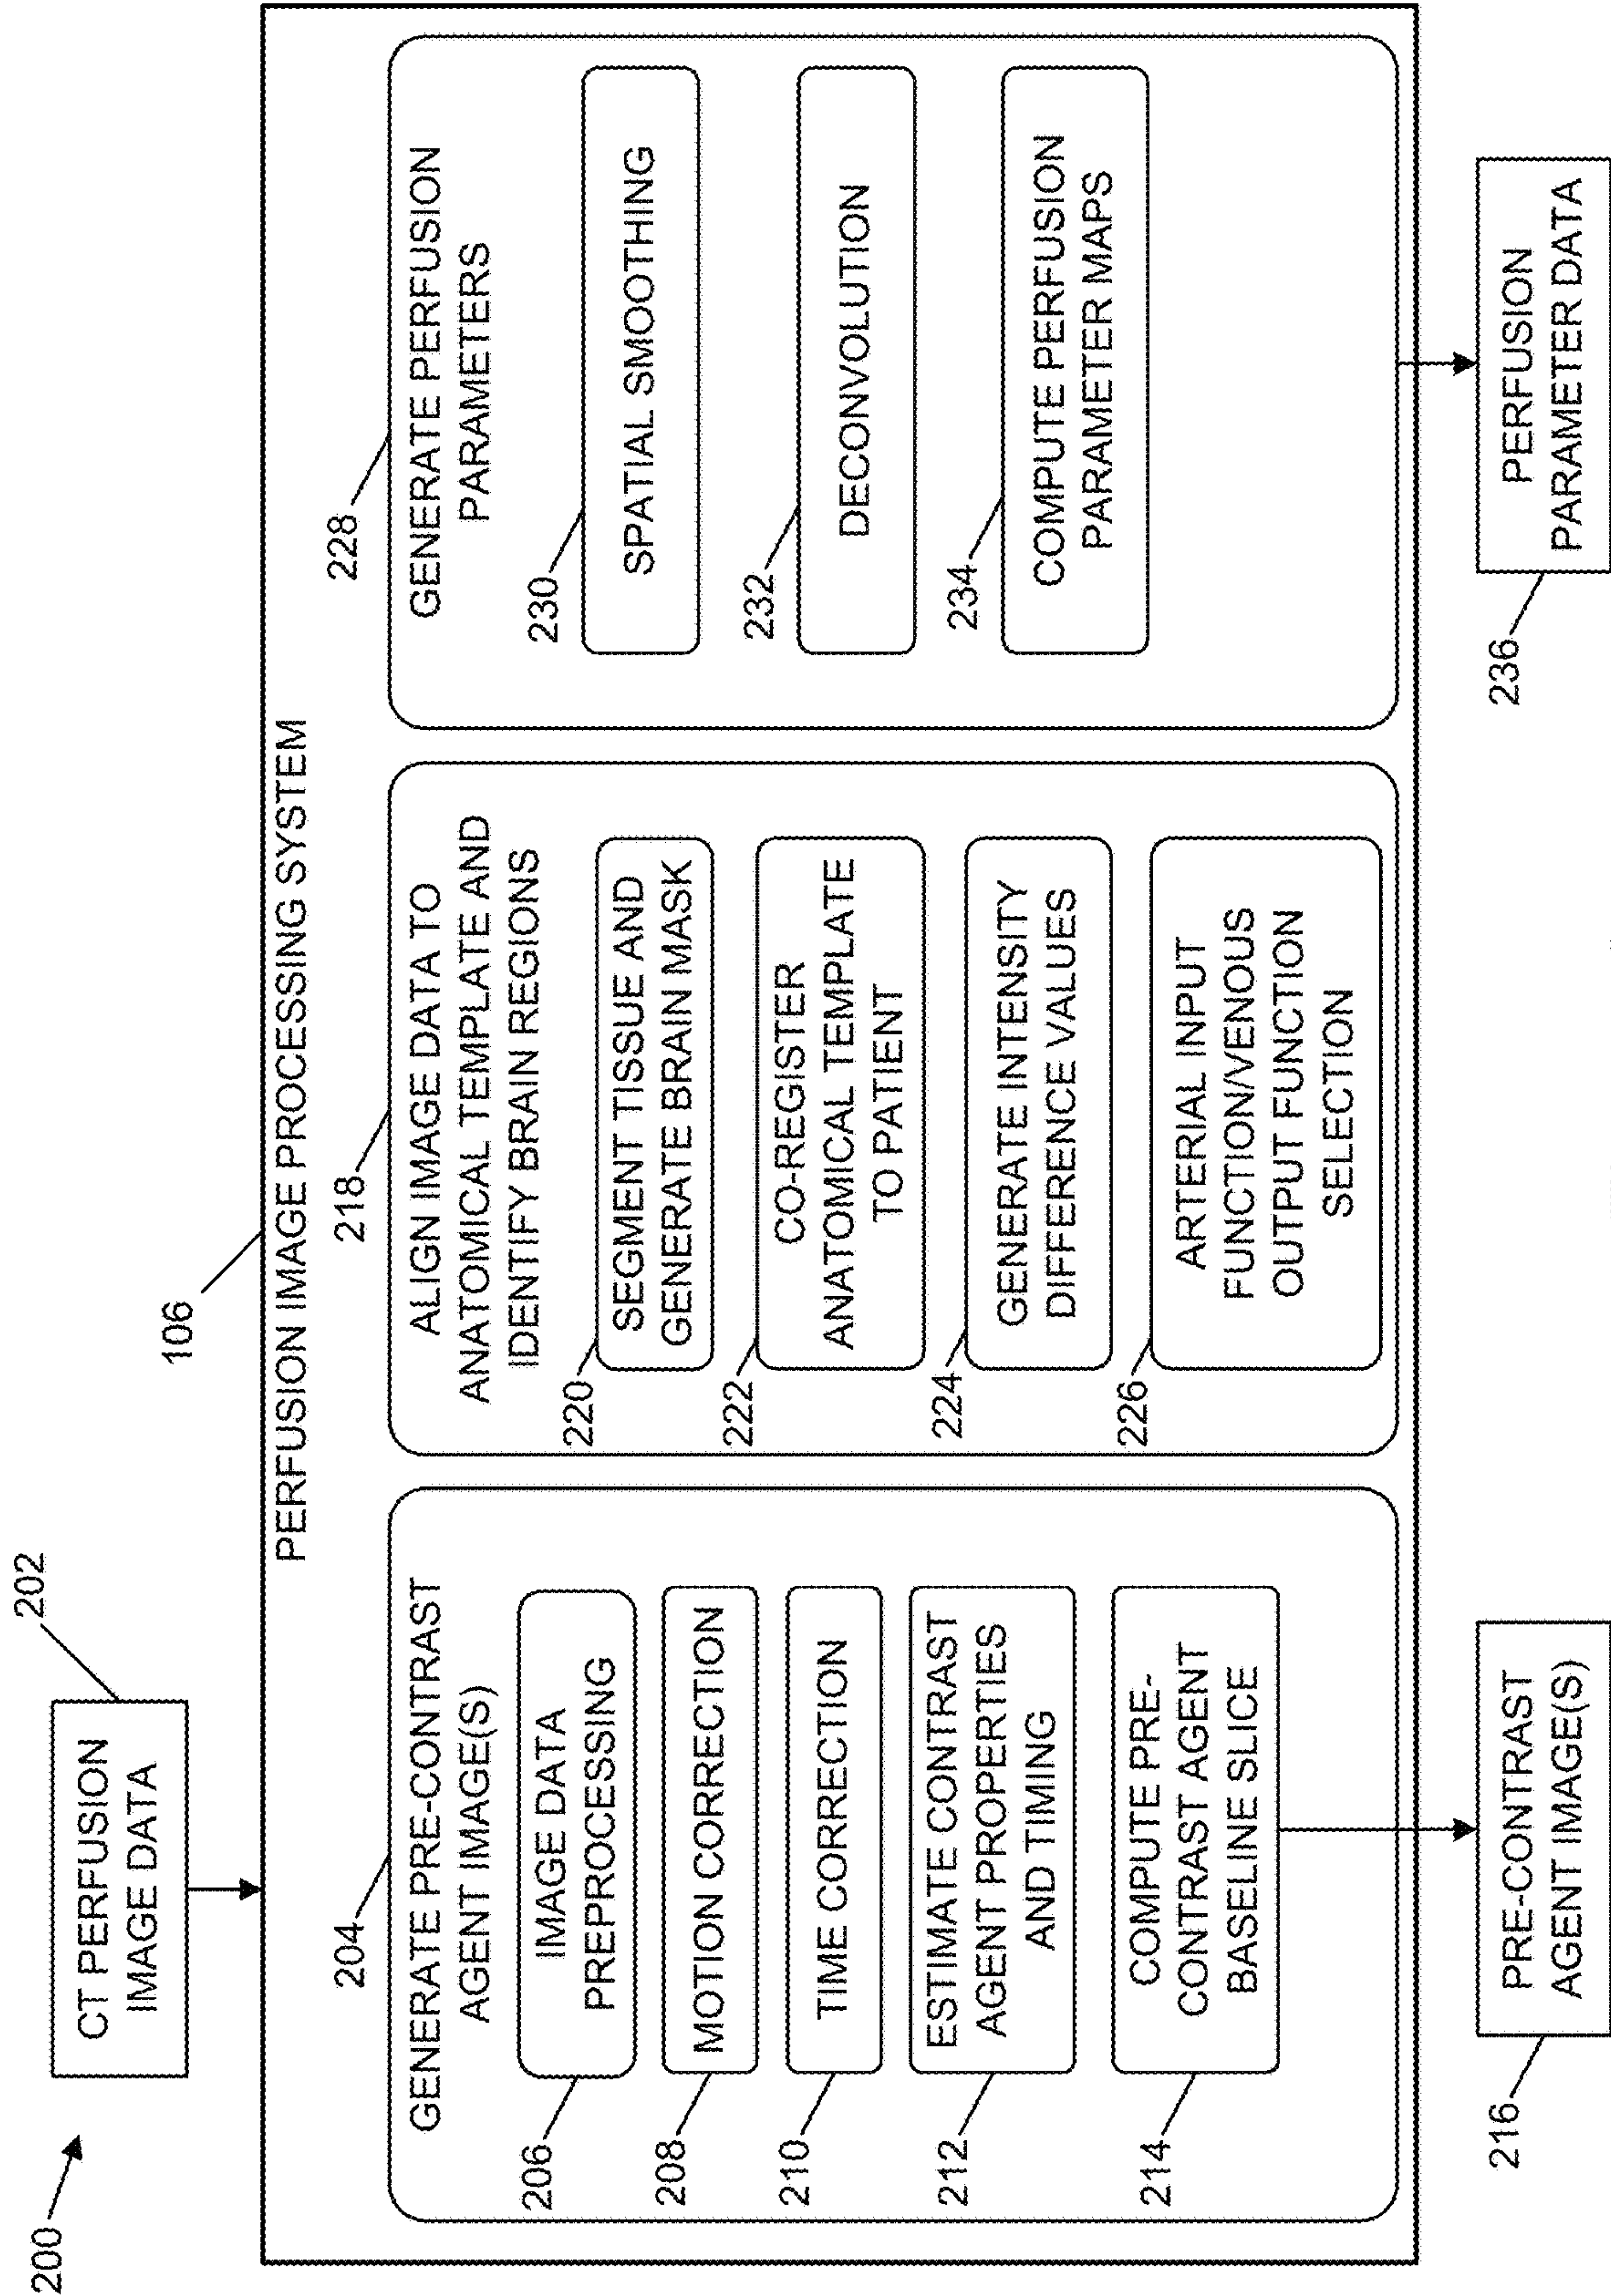 200
202
CT PERFUSION
IMAGE DATA
106
PERFUSION IMAGE PROCESSING SYSTEM
204
GENERATE PRE-CONTRAST
AGENT IMAGE(S)
206
IMAGE DATA
PREPROCESSING
208
MOTION CORRECTION
210
TIME CORRECTION
212
ESTIMATE CONTRAST
AGENT PROPERTIES
AND TIMING
214
COMPUTE PRE-
CONTRAST AGENT
BASELINE SLICE
216
PRE-CONTRAST
AGENT IMAGE(S)
218
ALIGN IMAGE DATA TO
ANATOMICAL TEMPLATE AND
IDENTIFY BRAIN REGIONS
220
SEGMENT TISSUE AND
GENERATE BRAIN MASK
222
CO-REGISTER
ANATOMICAL TEMPLATE
TO PATIENT
224
GENERATE INTENSITY
DIFFERENCE VALUES
226
ARTERIAL INPUT
FUNCTION/VENOUS
OUTPUT FUNCTION
SELECTION
228
GENERATE PERFUSION
PARAMETERS
230
SPATIAL SMOOTHING
232
DECONVOLUTION
234
COMPUTE PERFUSION
PARAMETER MAPS
236
PERFUSION
PARAMETER DATA